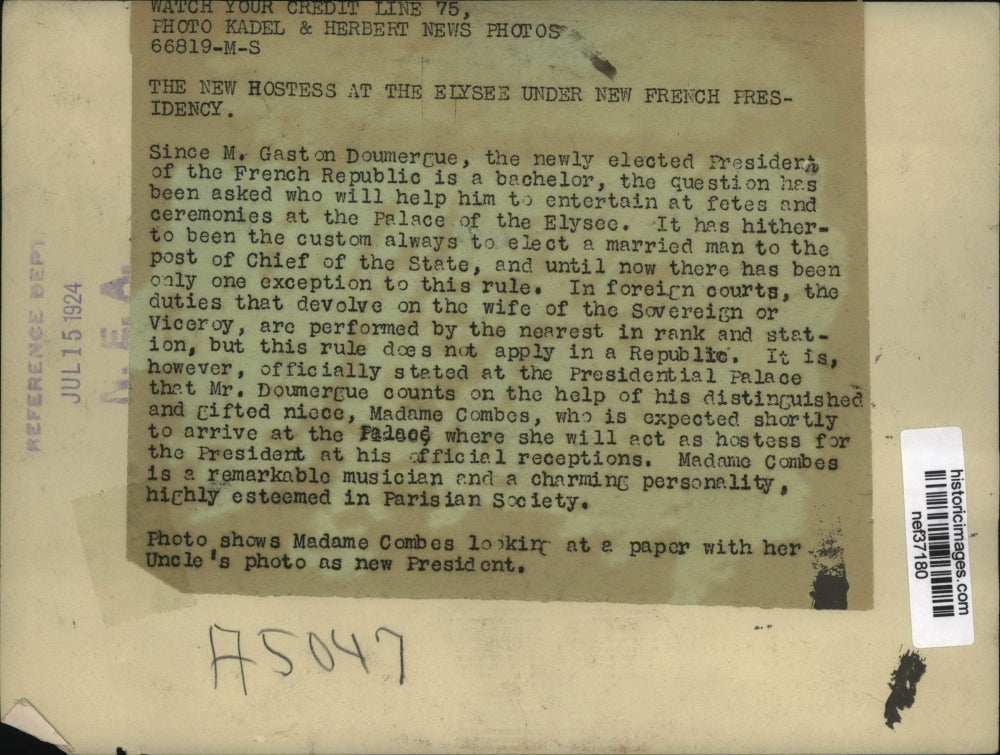 WATCH YOUR CREDIT LINE 75,
PHOTO KADEL & HERBERT NEWS PHOTOS
66819-M-S
THE NEW HOSTESS AT THE ELYSEE UNDER NEW FRENCH PRES-
IDENCY.
Since M. Gaston Doumergue, the newly elected President
of the French Republic is a bachelor, the question has
been asked who will help him to entertain at fetes and
ceremonies at the Palace of the Elysee. It has hither-
to been the custom always to elect a married man to the
post of Chief of the State, and until now there has been
only one exception to this rule. In foreign courts, the
duties that devolve on the wife of the Sovereign or
Viceroy, are performed by the nearest in rank and stat-
ion, but this rule does not apply in a Republic. It is,
however, officially stated at the Presidential Palace
that Mr. Doumergue counts on the help of his distinguished
and gifted niece, Madame Combes, who is expected shortly
to arrive at the Palace, where she will act as hostess for
the President at his official receptions. Madame Combes
is a remarkable musician and a charming personality,
highly esteemed in Parisian Society.
Photo shows Madame Combes looking at a paper with her
Uncle's photo as new President.
REFERENCE DEPT.
JUL 15 1924
N. E. A.
A5047
historicimages.com
nef37180